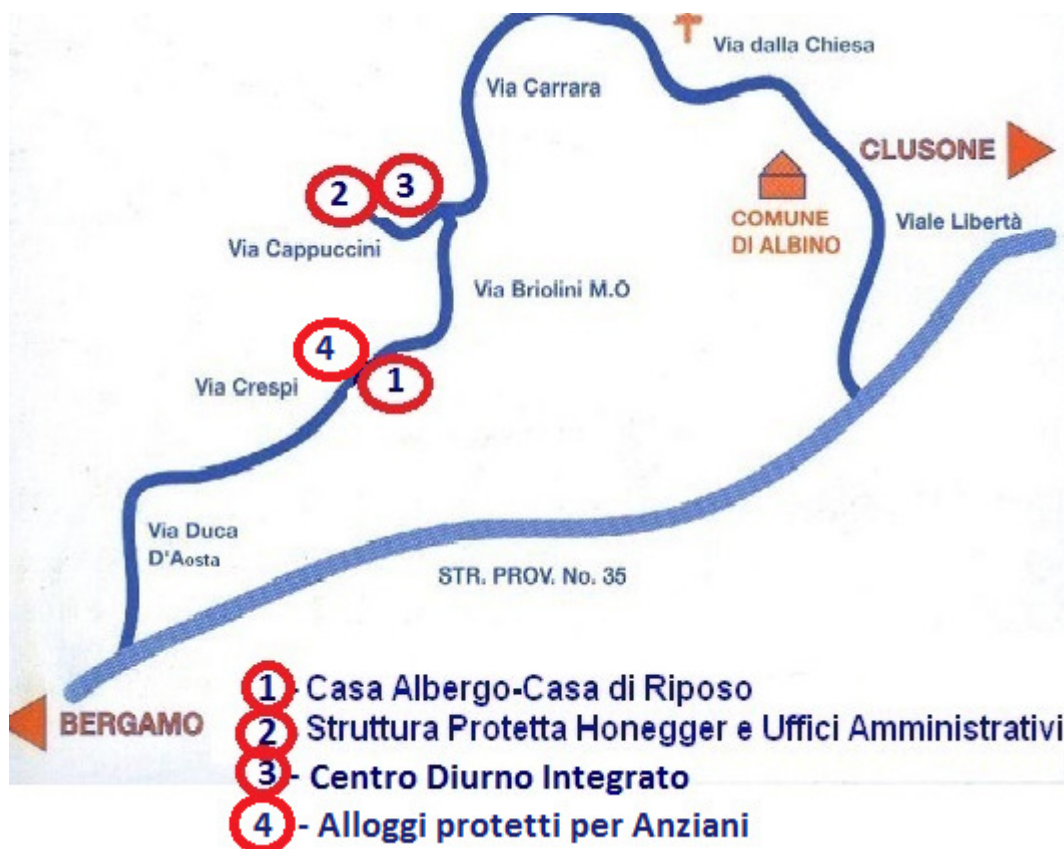 Via dalla Chiesa
Via Carrara
CLUSONE
2
3
COMUNE
DI ALBINO
Viale Libertà
Via Cappuccini
Via Briolini M.O
4
1
Via Crespi
Via Duca
D'Aosta
STR. PROV. No. 35
BERGAMO
1 - Casa Albergo-Casa di Riposo
2 - Struttura Protetta Honegger e Uffici Amministrativi
3 - Centro Diurno Integrato
4 - Alloggi protetti per Anziani